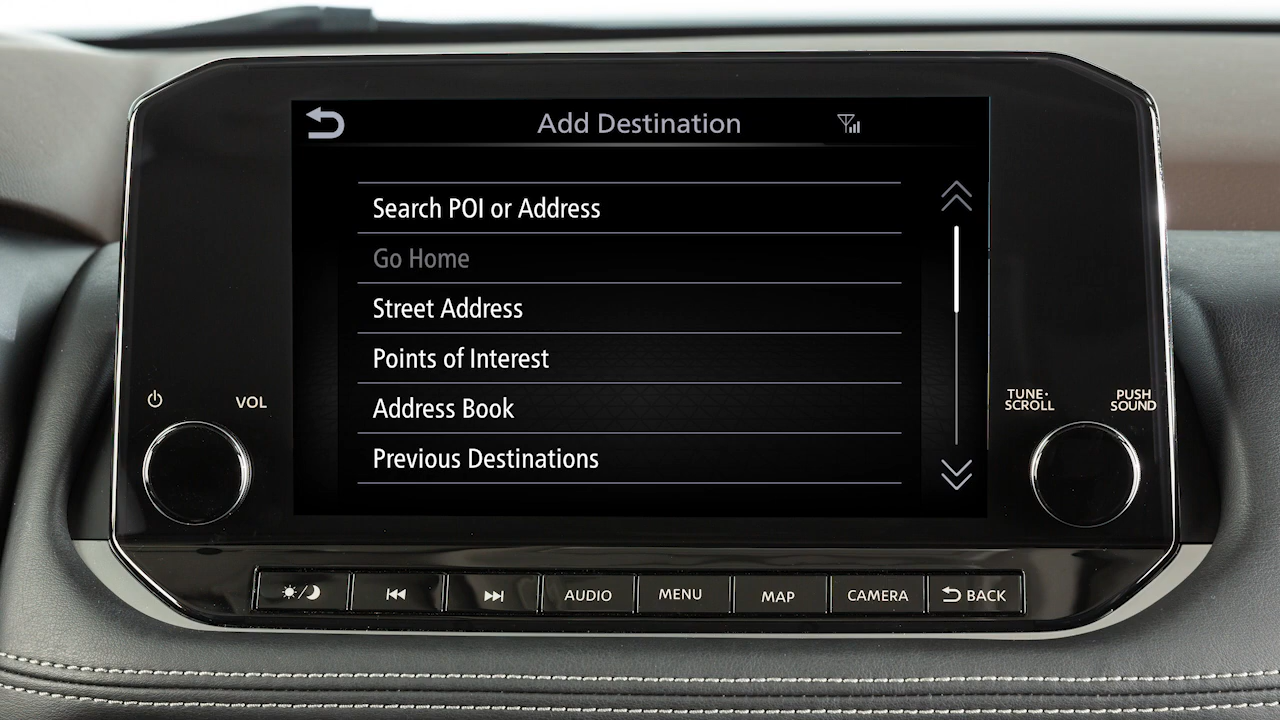 Add Destination
Search POI or Address
Go Home
Street Address
Points of Interest
Address Book
Previous Destinations
VOL
TUNE·
SCROLL
PUSH
SOUND
AUDIO
MENU
MAP
CAMERA
BACK